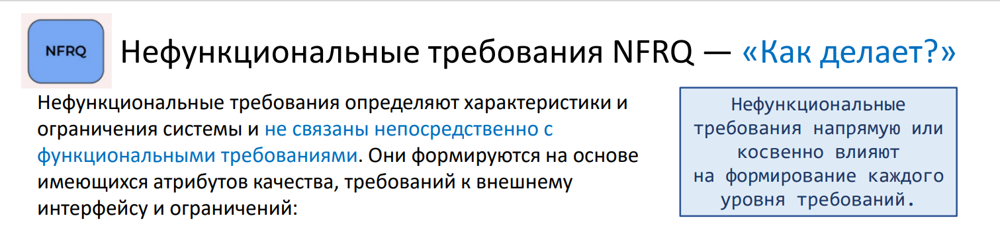 NFRQ
Нефункциональные требования NFRQ — «Как делает?»
Нефункциональные требования определяют характеристики и
ограничения системы и не связаны непосредственно с
функциональными требованиями. Они формируются на основе
имеющихся атрибутов качества, требований к внешнему
интерфейсу и ограничений:
Нефункциональные
требования напрямую или
косвенно влияют
на формирование каждого
уровня требований.